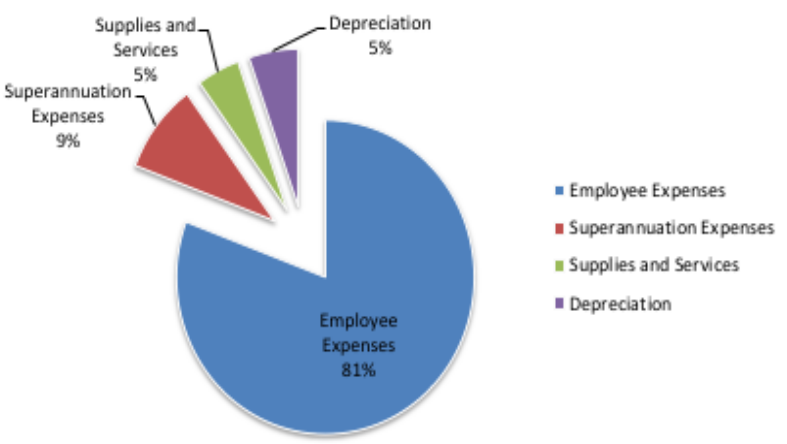 Supplies and
Services
5%
Depreciation
5%
Superannuation
Expenses
9%
Employee
Expenses
81%
Employee Expenses
Superannuation Expenses
Supplies and Services
Depreciation